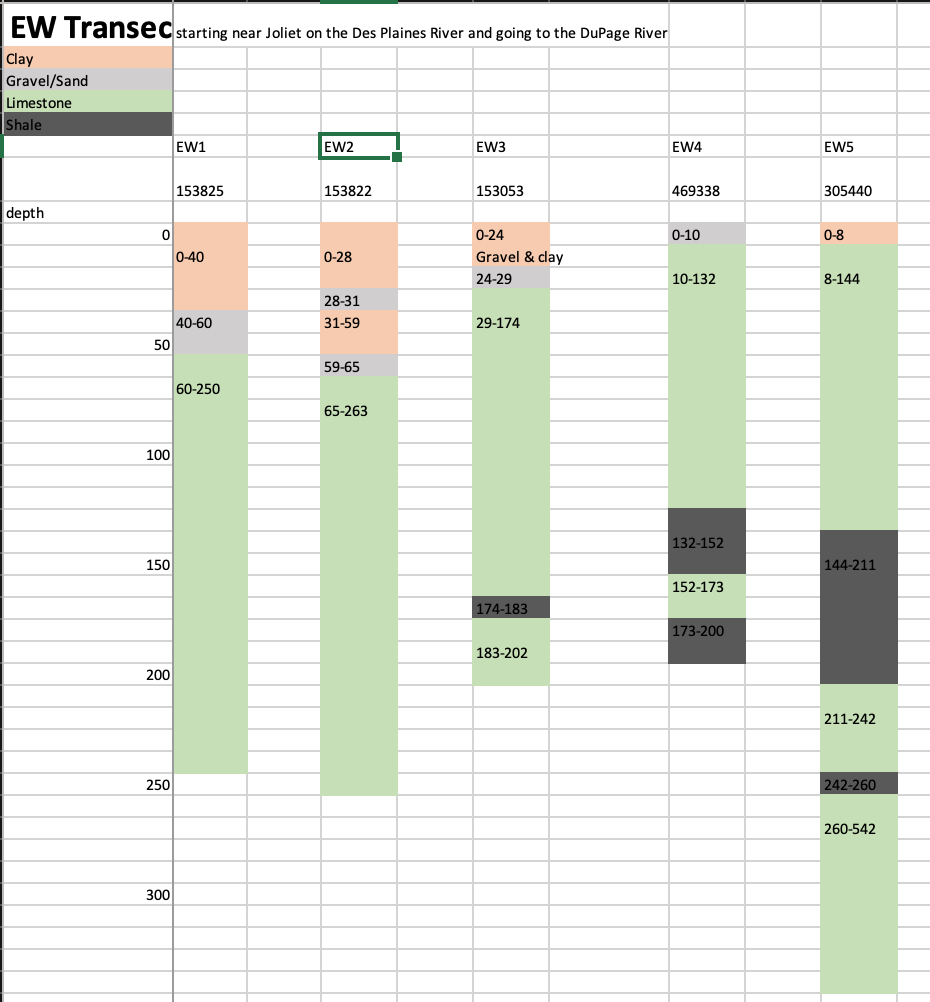 EW Transec starting near Joliet on the Des Plaines River and going to the DuPage River
Clay
Gravel/Sand
Limestone
Shale
EW1 EW2 EW3 EW4 EW5
153825 153822 153053 469338 305440
depth
0 0-24 0-10 0-8
0-40 0-28 Gravel & clay
24-29 10-132 8-144
28-31
40-60 31-59 29-174
50
59-65
60-250
65-263
100
132-152
150 144-211
152-173
174-183
173-200
183-202
200
211-242
250 242-260
260-542
300